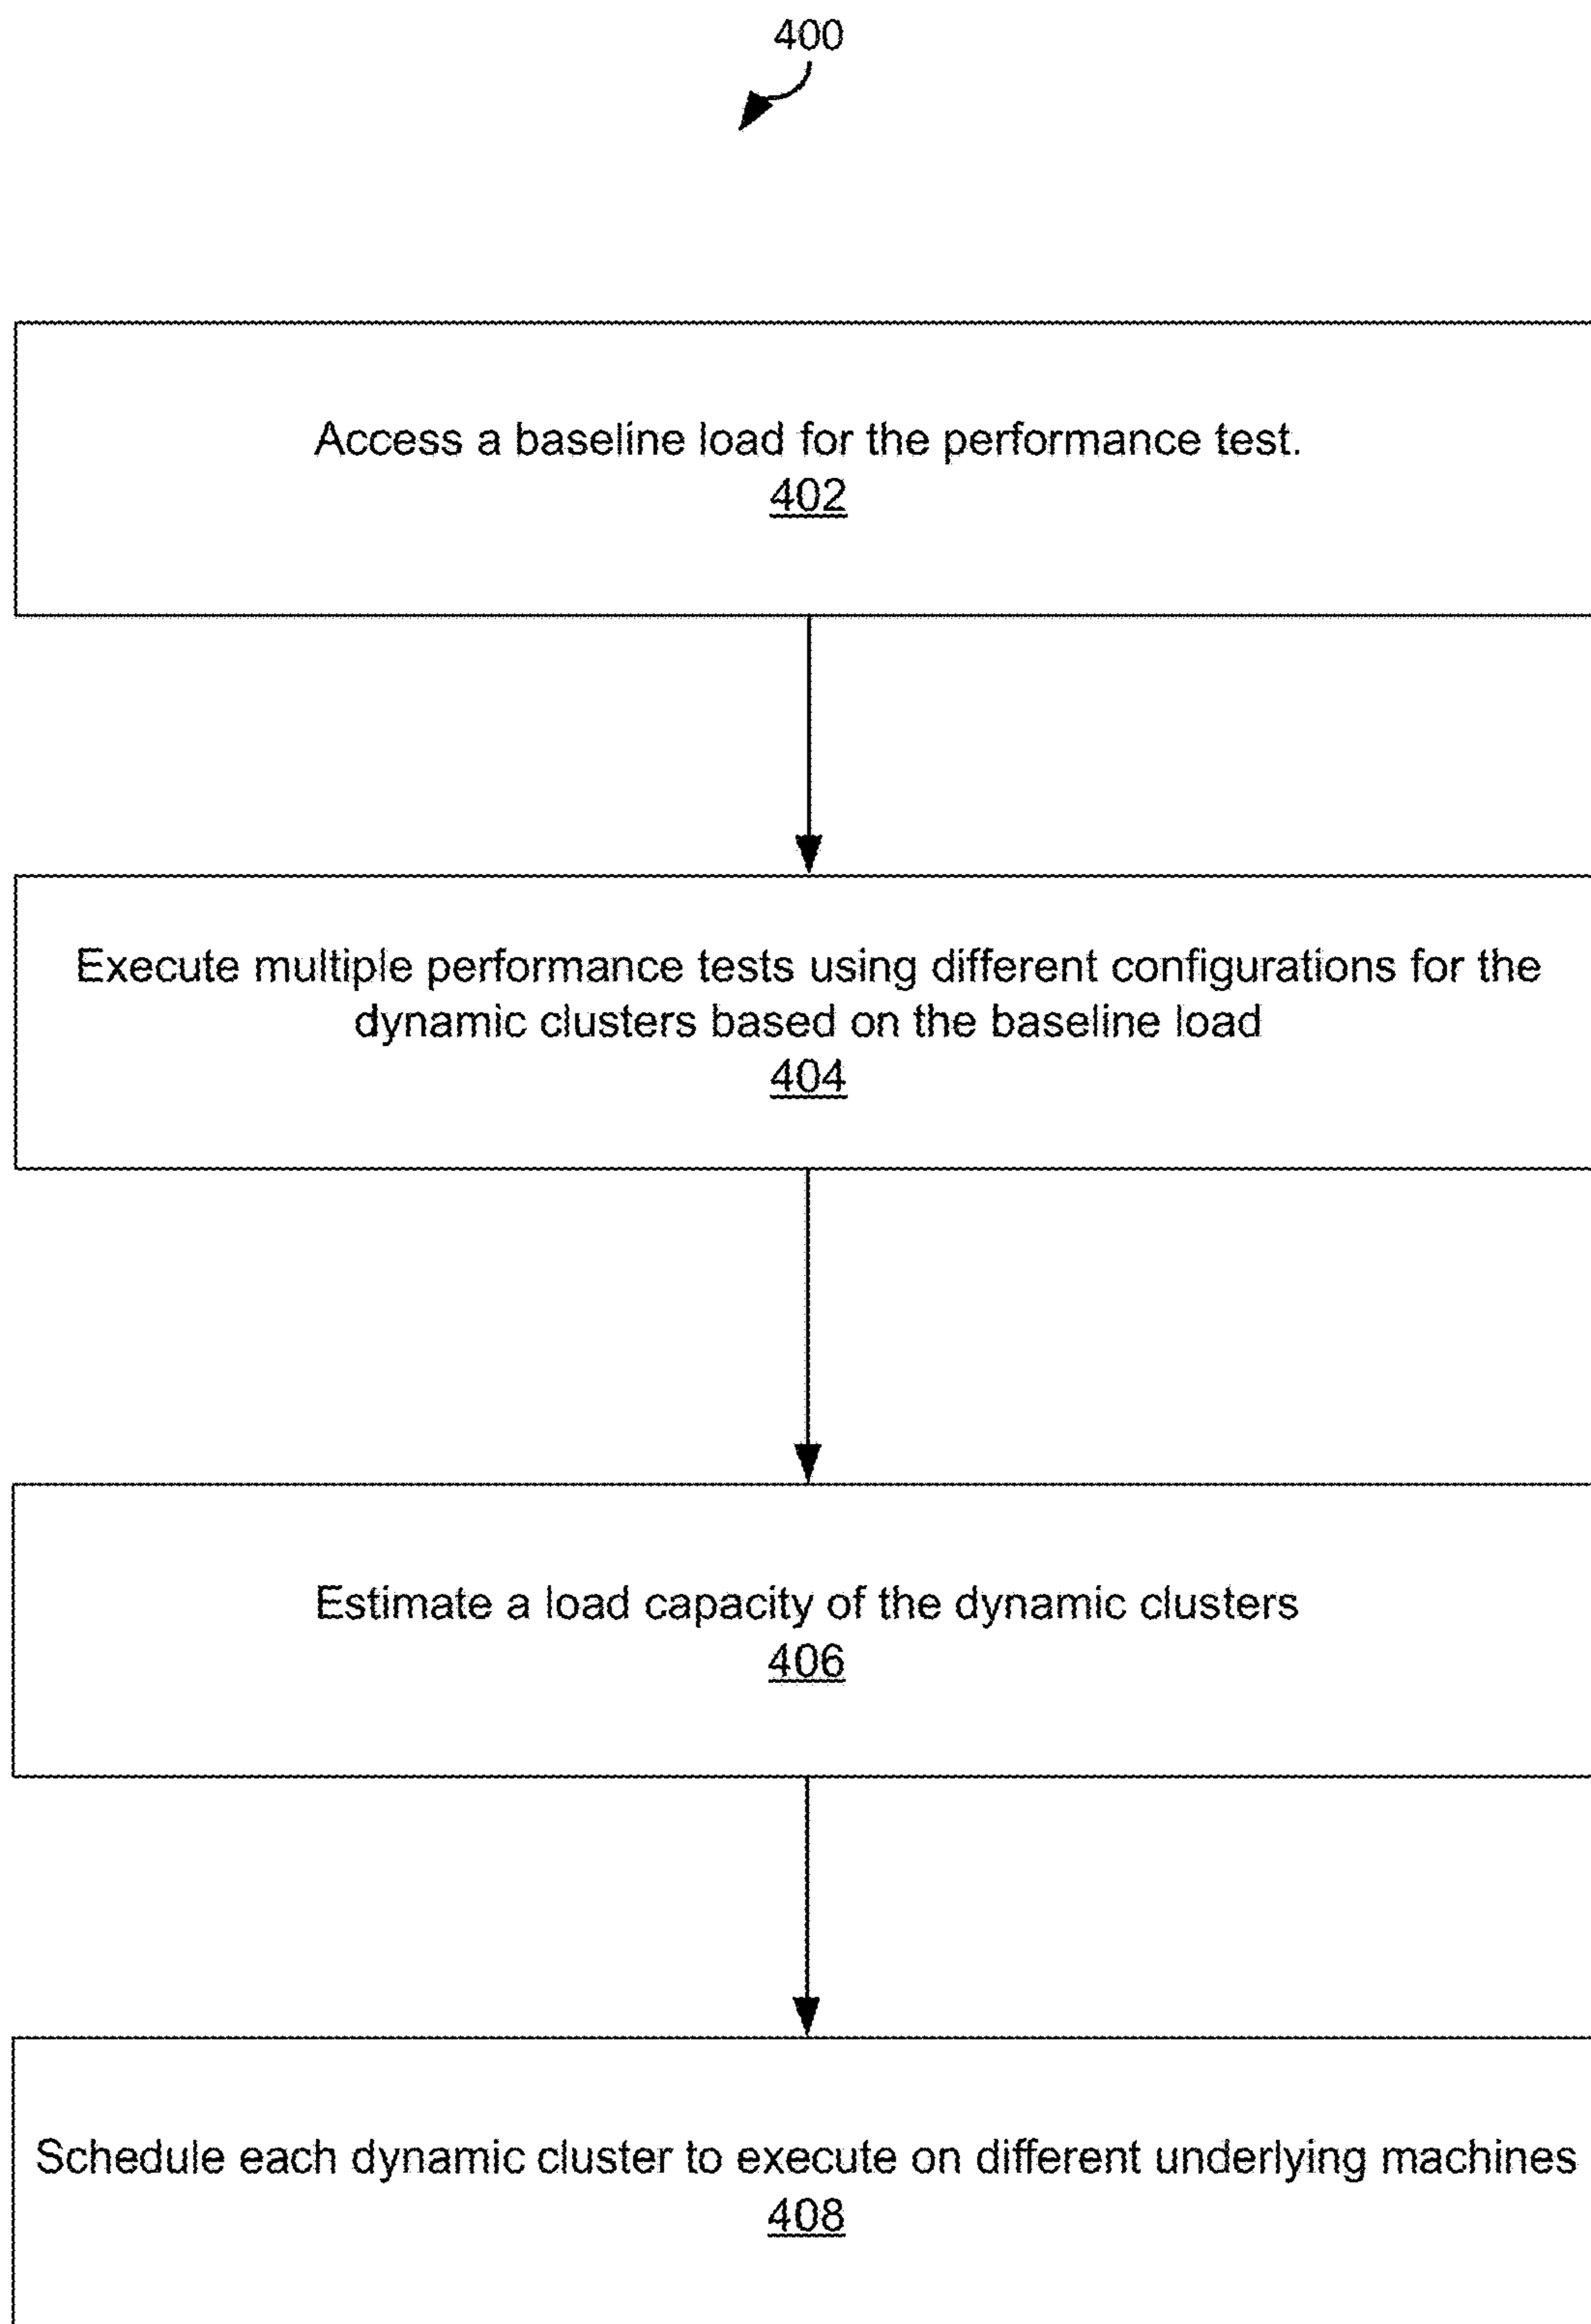 400
Access a baseline load for the performance test.
402
Execute multiple performance tests using different configurations for the
dynamic clusters based on the baseline load
404
Estimate a load capacity of the dynamic clusters
406
Schedule each dynamic cluster to execute on different underlying machines
408